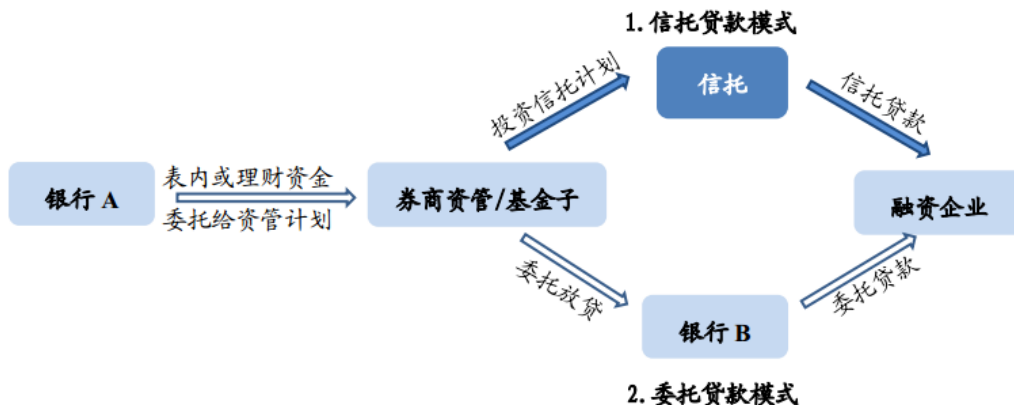 1.信托贷款模式
信托
投资信托计划
信托贷款
银行 A
表内或理财资金
委托给资管计划
券商资管/基金子
融资企业
委托放贷
委托贷款
银行 B
2.委托贷款模式